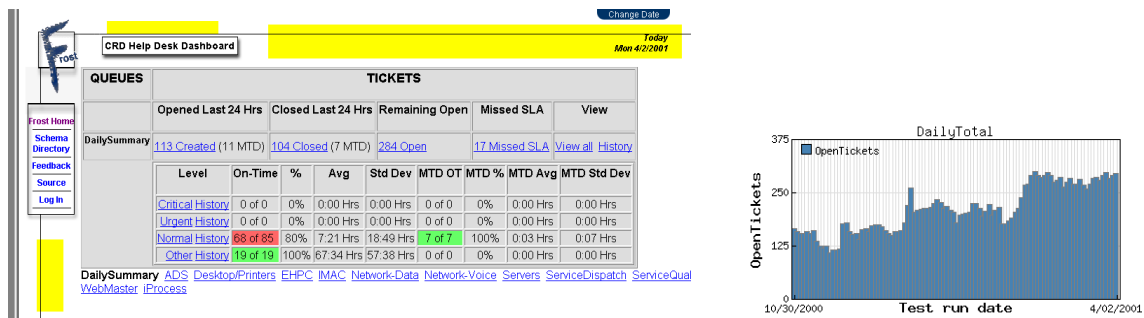 Change Date
Frost
CRD Help Desk Dashboard
Today
Mon 4/2/2001
Frost Home
Schema Directory
Feedback
Source
Log In
QUEUES TICKETS
Opened Last 24 Hrs Closed Last 24 Hrs Remaining Open Missed SLA View
DailySummary 113 Created (11 MTD) 104 Closed (7 MTD) 284 Open 17 Missed SLA View all History
Level On-Time % Avg Std Dev MTD OT MTD % MTD Avg MTD Std Dev
Critical History 0 of 0 0% 0:00 Hrs 0:00 Hrs 0 of 0 0% 0:00 Hrs 0:00 Hrs
Urgent History 0 of 0 0% 0:00 Hrs 0:00 Hrs 0 of 0 0% 0:00 Hrs 0:00 Hrs
Normal History 68 of 85 80% 7:21 Hrs 18:49 Hrs 7 of 7 100% 0:03 Hrs 0:07 Hrs
Other History 19 of 19 100% 67:34 Hrs 57:38 Hrs 0 of 0 0% 0:00 Hrs 0:00 Hrs
DailySummary ADS Desktop/Printers EHPC IMAC Network-Data Network-Voice Servers ServiceDispatch ServiceQual
WebMaster iProcess
DailyTotal
OpenTickets
375
250
125
0
OpenTickets
10/30/2000 Test run date 4/02/2001